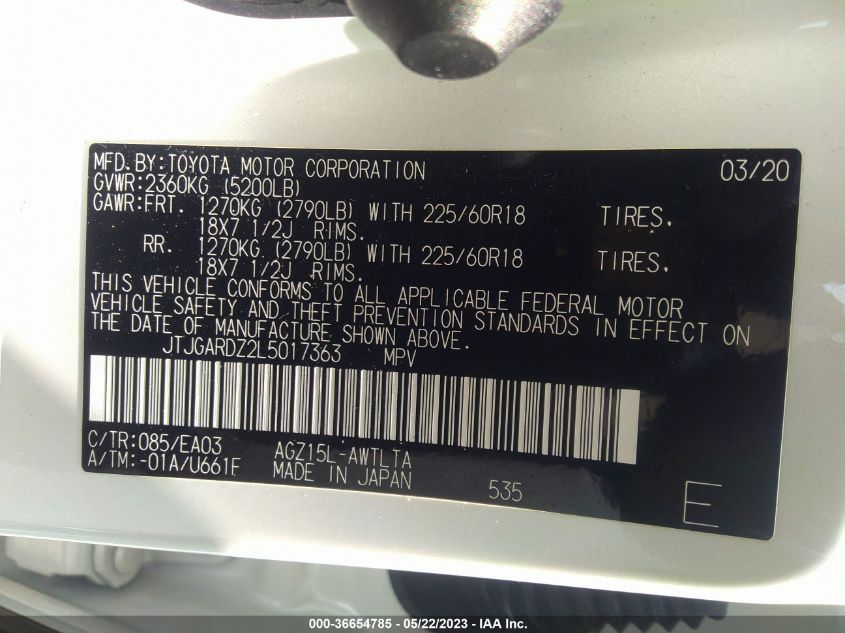 MFD.BY:TOYOTA MOTOR CORPORATION 03/20
GVWR:2360KG (5200LB)
GAWR:FRT. 1270KG (2790LB) WITH 225/60R18 TIRES.
18X7 1/2J RIMS.
RR. 1270KG (2790LB) WITH 225/60R18 TIRES.
18X7 1/2J RIMS.
THIS VEHICLE CONFORMS TO ALL APPLICABLE FEDERAL MOTOR
VEHICLE SAFETY AND THEFT PREVENTION STANDARDS IN EFFECT ON
THE DATE OF MANUFACTURE SHOWN ABOVE.
JTJGARDZ2L5017363 MPV
C/TR:085/EA03 AGZ15L-AWTLTA
A/TM:-01A/U661F MADE IN JAPAN 535 E
000-36654785 - 05/22/2023 - IAA Inc.